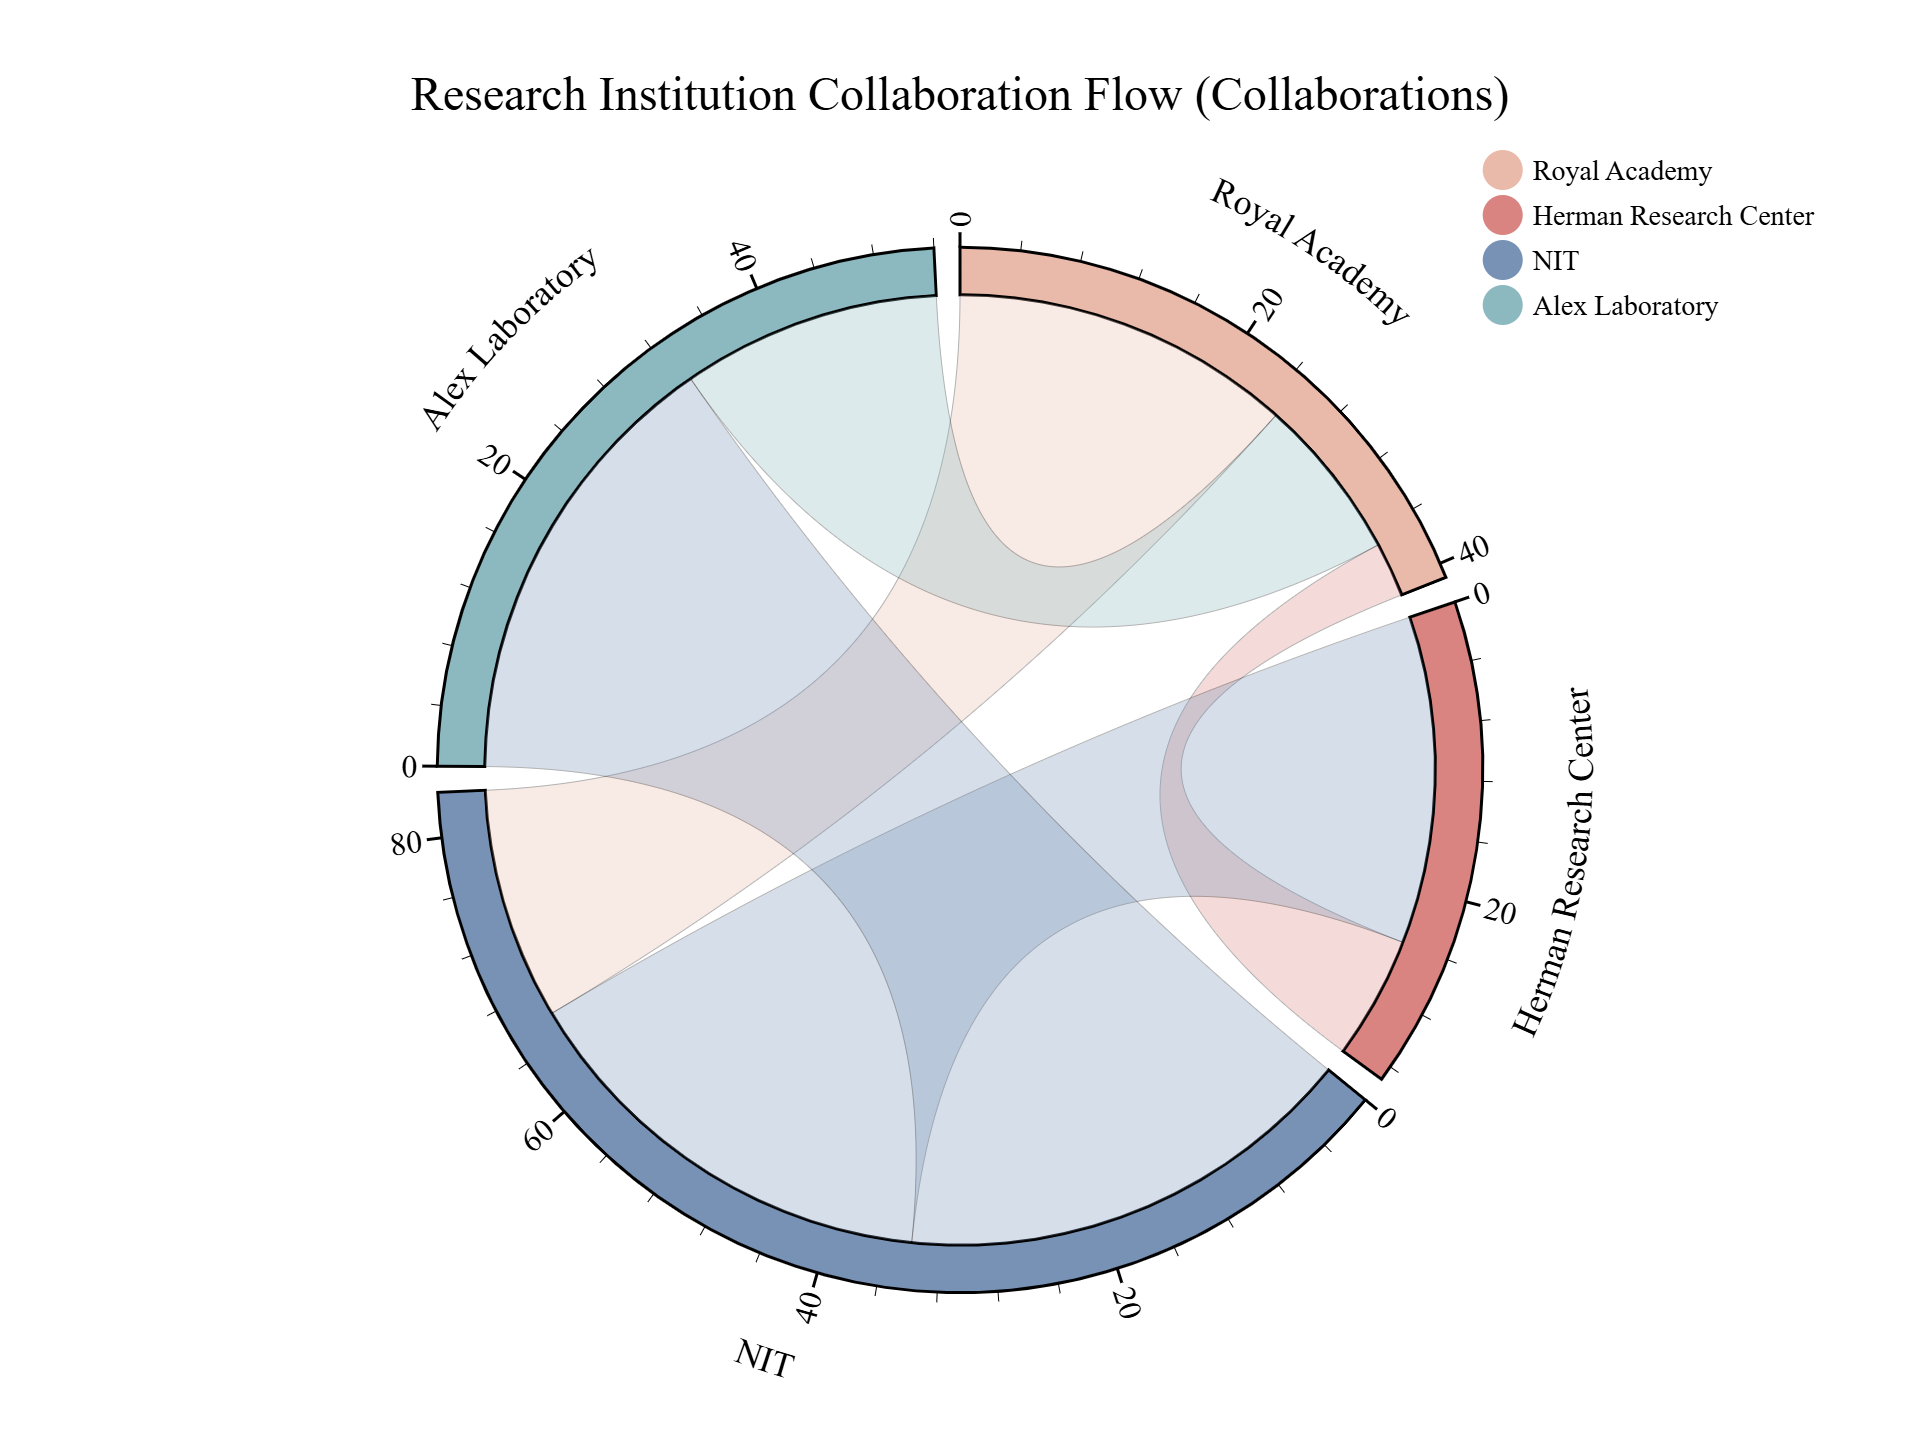 Research Institution Collaboration Flow (Collaborations)
Royal Academy
Herman Research Center
NIT
Alex Laboratory
Royal Academy
0
20
40
Herman Research Center
0
20
NIT
0
20
40
60
80
Alex Laboratory
0
20
40